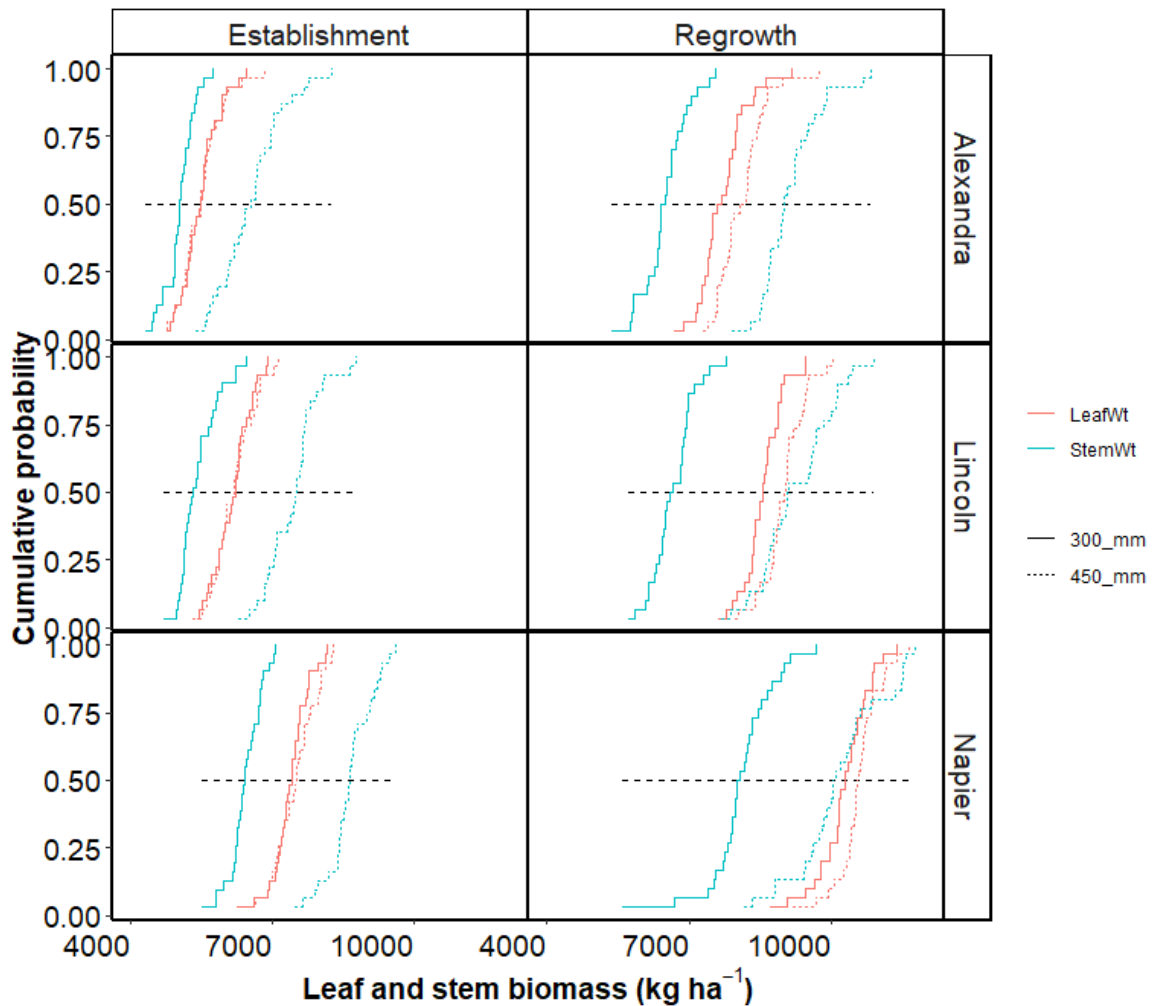 Establishment
Regrowth
1.00
0.75
0.50
0.25
0.00
Alexandra
1.00
0.75
0.50
0.25
0.00
Lincoln
1.00
0.75
0.50
0.25
0.00
Napier
Cumulative probability
4000 7000 10000 4000 7000 10000
Leaf and stem biomass (kg ha⁻¹)
LeafWt
StemWt
300_mm
450_mm